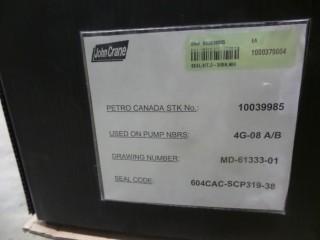 John Crane
EA
1000379004
PETRO CANADA STK No.: 10039985
USED ON PUMP NBRS: 4G-08 A/B
DRAWING NUMBER: MD-61333-01
SEAL CODE: 604CAC-SCP319-38